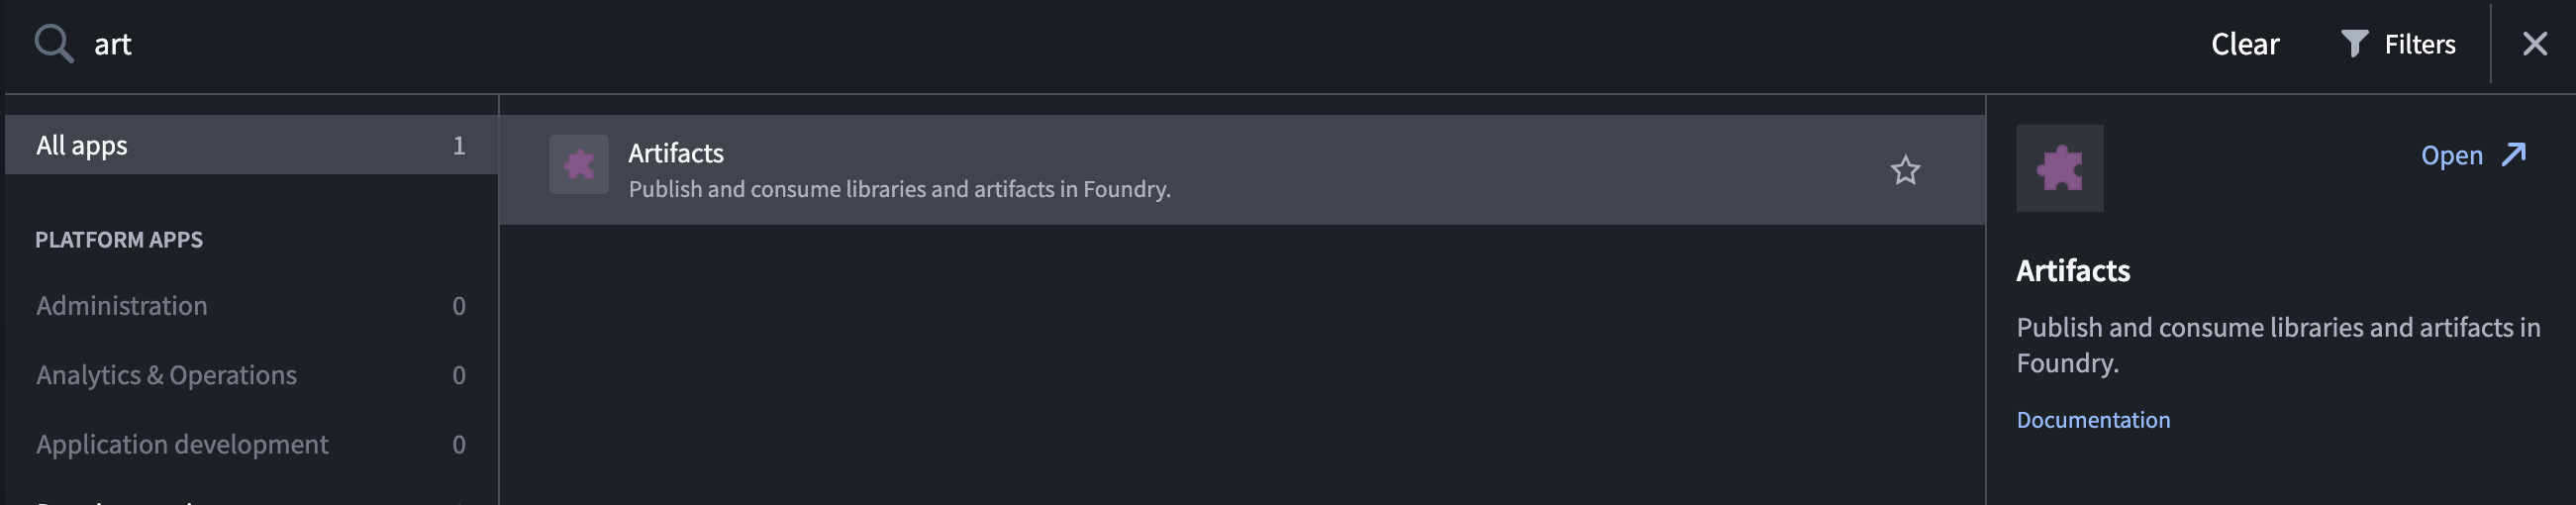 art
Clear
Filters
All apps 1
PLATFORM APPS
Administration 0
Analytics & Operations 0
Application development 0
Artifacts
Publish and consume libraries and artifacts in Foundry.
Open
Artifacts
Publish and consume libraries and artifacts in
Foundry.
Documentation